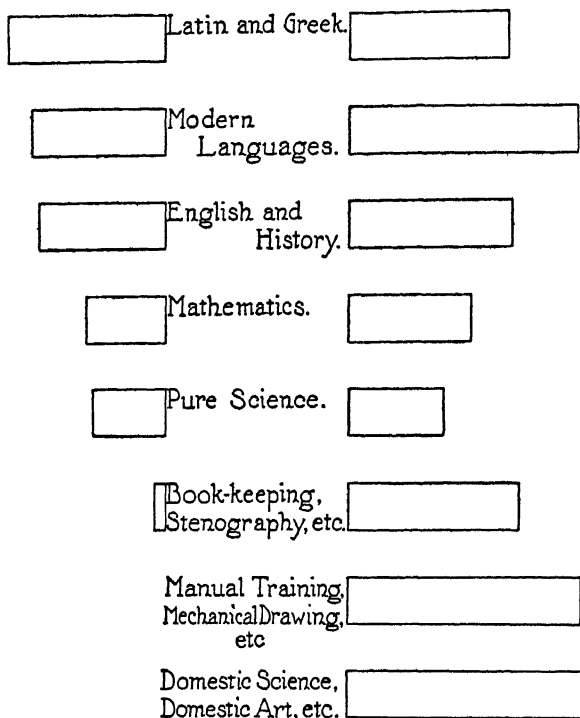 Latin and Greek.
Modern
Languages.
English and
History.
Mathematics.
Pure Science.
Book-keeping,
Stenography, etc.
Manual Training,
Mechanical Drawing,
etc
Domestic Science,
Domestic Art, etc.